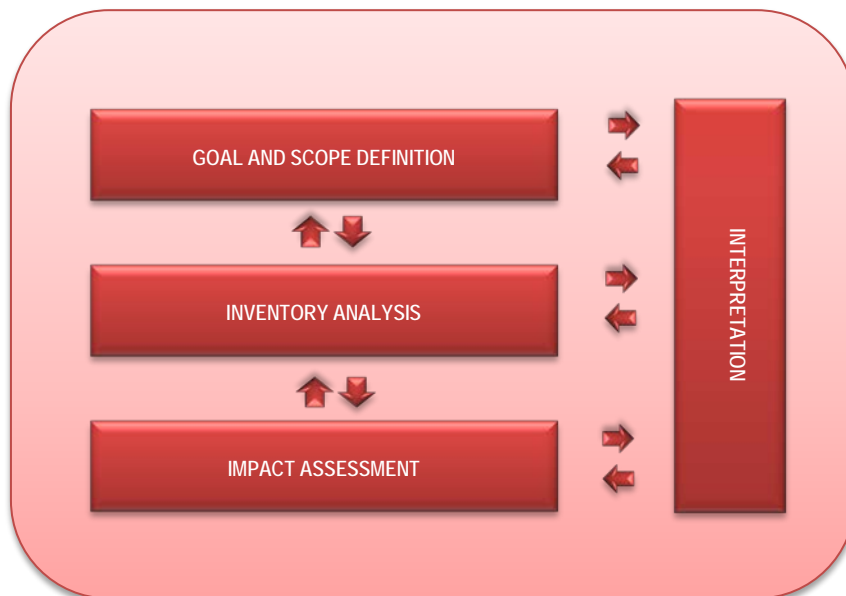 GOAL AND SCOPE DEFINITION
INVENTORY ANALYSIS
IMPACT ASSESSMENT
INTERPRETATION